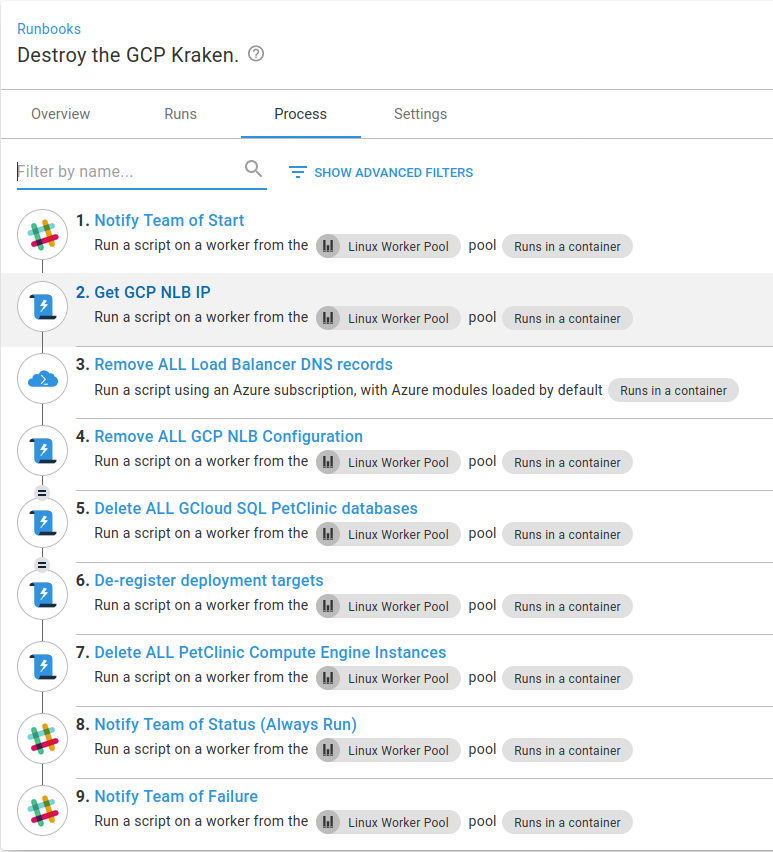 Runbooks
Destroy the GCP Kraken. ?
Overview Runs Process Settings
Filter by name... SHOW ADVANCED FILTERS
1. Notify Team of Start
Run a script on a worker from the Linux Worker Pool pool Runs in a container
2. Get GCP NLB IP
Run a script on a worker from the Linux Worker Pool pool Runs in a container
3. Remove ALL Load Balancer DNS records
Run a script using an Azure subscription, with Azure modules loaded by default Runs in a container
4. Remove ALL GCP NLB Configuration
Run a script on a worker from the Linux Worker Pool pool Runs in a container
5. Delete ALL GCloud SQL PetClinic databases
Run a script on a worker from the Linux Worker Pool pool Runs in a container
6. De-register deployment targets
Run a script on a worker from the Linux Worker Pool pool Runs in a container
7. Delete ALL PetClinic Compute Engine Instances
Run a script on a worker from the Linux Worker Pool pool Runs in a container
8. Notify Team of Status (Always Run)
Run a script on a worker from the Linux Worker Pool pool Runs in a container
9. Notify Team of Failure
Run a script on a worker from the Linux Worker Pool pool Runs in a container